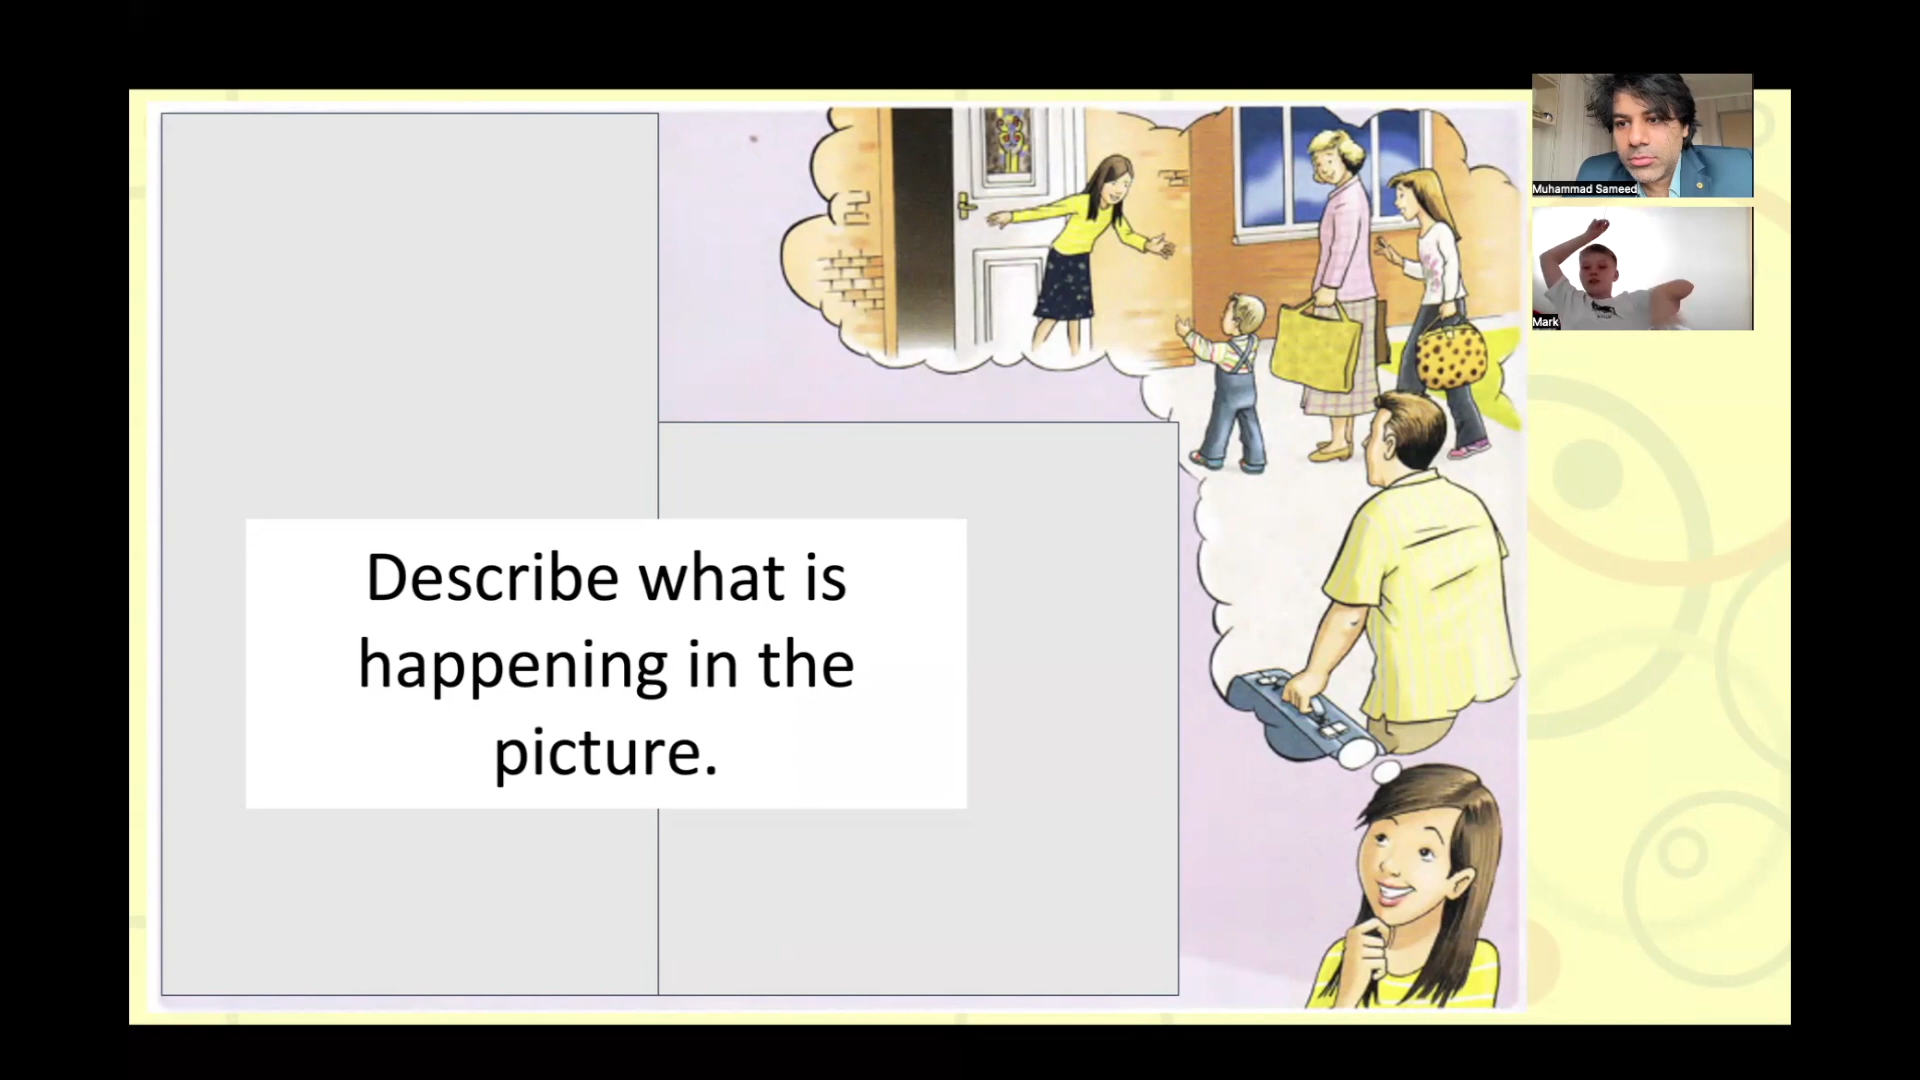 Describe what is
happening in the
picture.
Muhammad Sameed
Mark